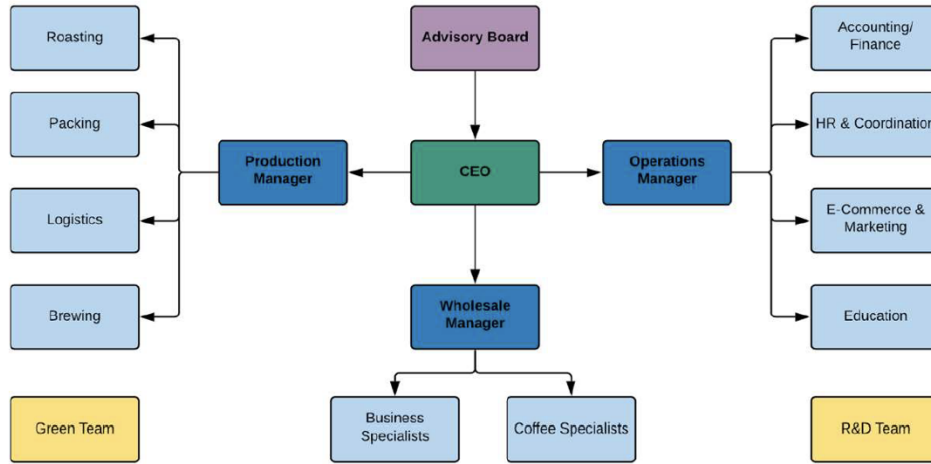 Roasting
Advisory Board
Accounting/
Finance
Packing
HR & Coordination
Production
Manager
CEO
Operations
Manager
Logistics
E-Commerce &
Marketing
Brewing
Wholesale
Manager
Education
Green Team
Business
Specialists
Coffee Specialists
R&D Team